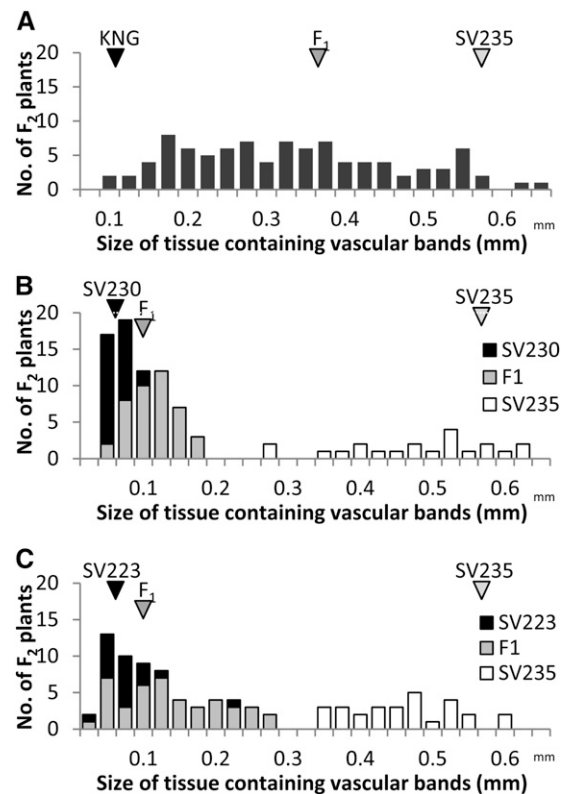 A
KNG F₁ SV235
20
15
10
5
0
No. of F₂ plants
0.1 0.2 0.3 0.4 0.5 0.6 mm
Size of tissue containing vascular bands (mm)
B
SV230 F₁ SV235
20
15
10
5
0
No. of F₂ plants
SV230
F1
SV235
0.1 0.2 0.3 0.4 0.5 0.6 mm
Size of tissue containing vascular bands (mm)
C
SV223 F₁ SV235
20
15
10
5
0
No. of F₂ plants
SV223
F1
SV235
0.1 0.2 0.3 0.4 0.5 0.6 mm
Size of tissue containing vascular bands (mm)